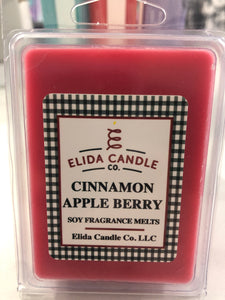 ELIDA CANDLE
CO.
CINNAMON
APPLE BERRY
SOY FRAGRANCE MELTS
Elida Candle Co. LLC